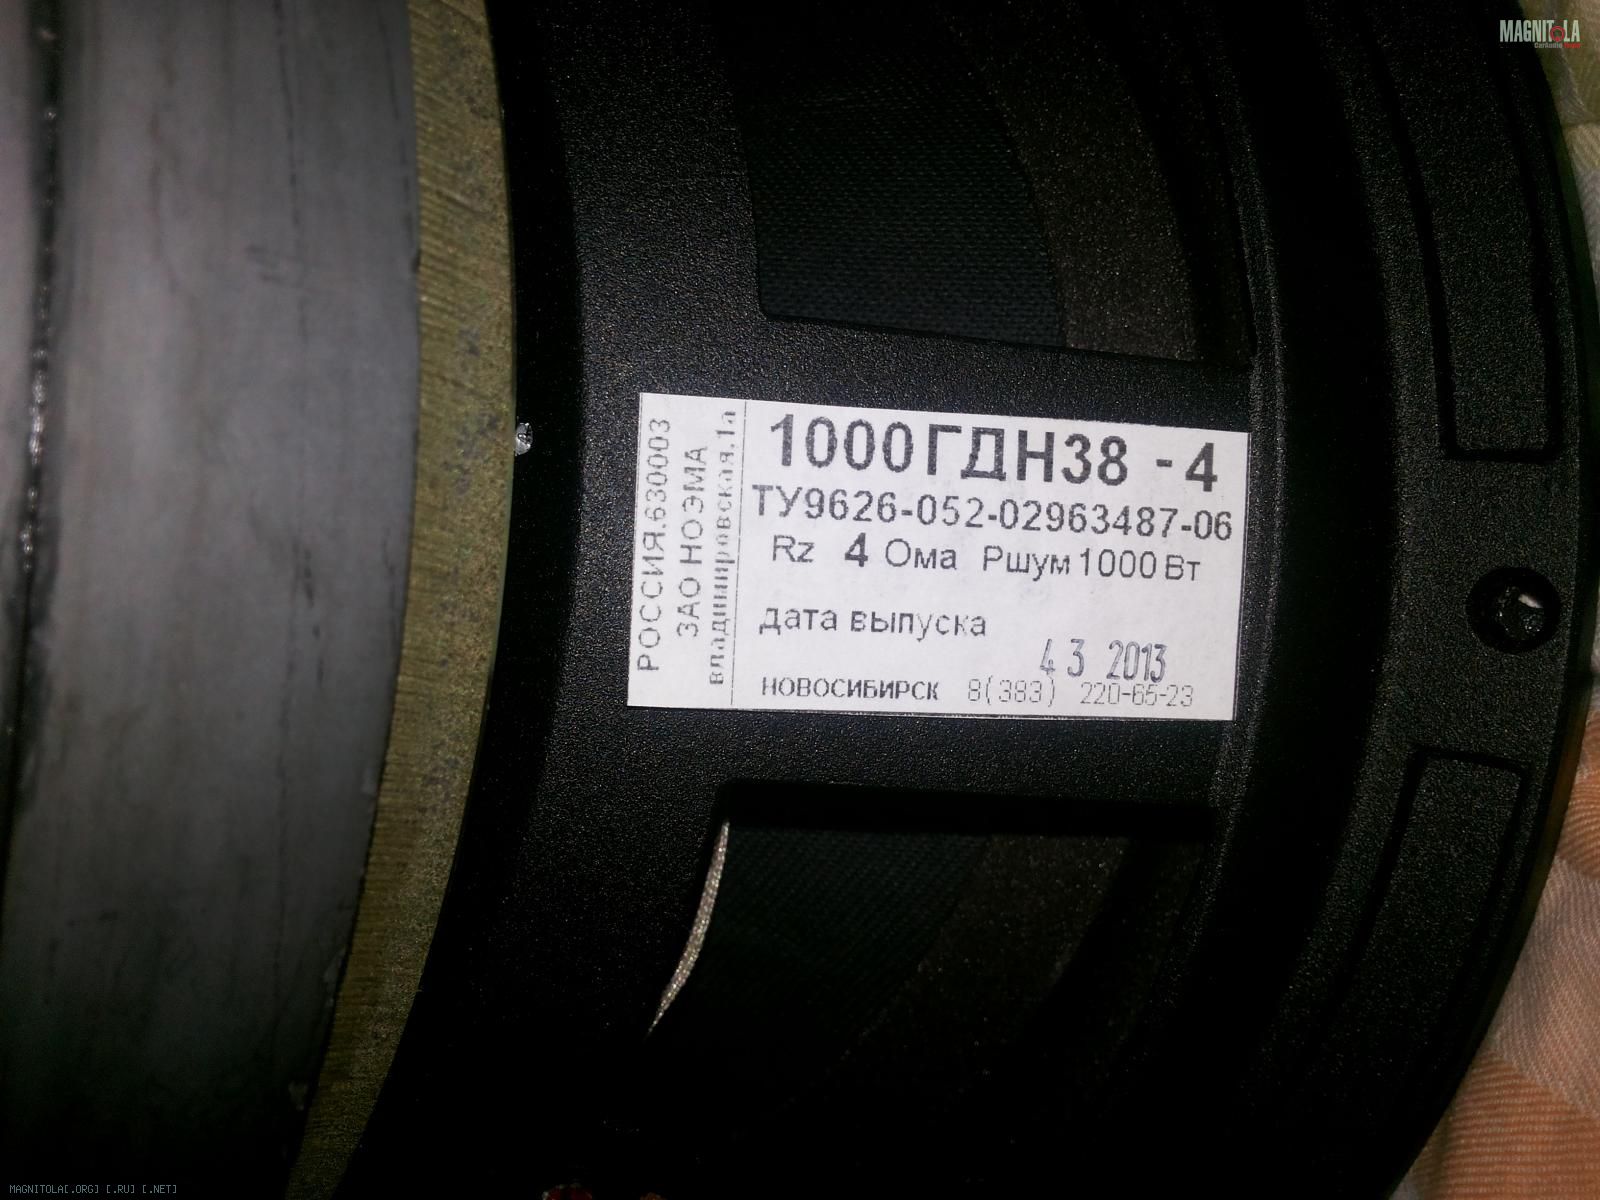 MAGNITOLA
CarAudio
РОССИЯ.630003
ЗАО НОЭМА
владимировская.1а
1000ГДН38 - 4
ТУ9626-052-02963487-06
Rz 4 Ома Ршум 1000 Вт
дата выпуска
4 3 2013
НОВОСИБИРСК 8(383) 220-65-23
MAGNITOLA[.ORG] [.RU] [.NET]